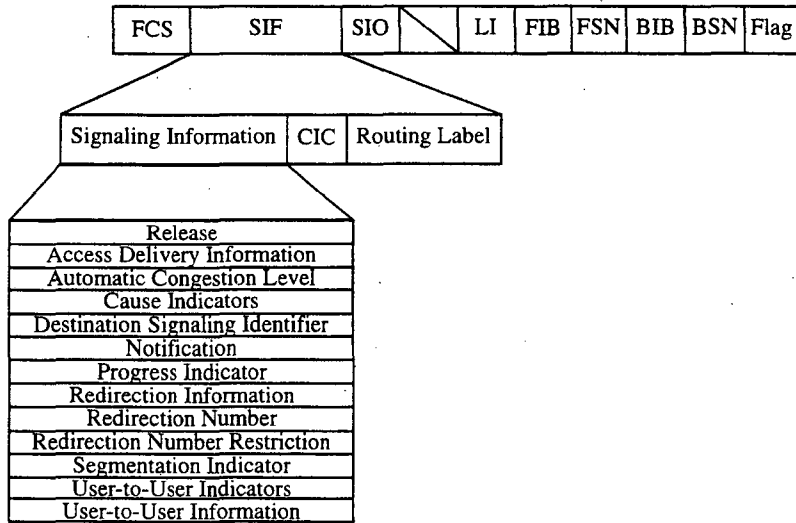 FCS SIF SIO LI FIB FSN BIB BSN Flag
Signaling Information CIC Routing Label
Release
Access Delivery Information
Automatic Congestion Level
Cause Indicators
Destination Signaling Identifier
Notification
Progress Indicator
Redirection Information
Redirection Number
Redirection Number Restriction
Segmentation Indicator
User-to-User Indicators
User-to-User Information